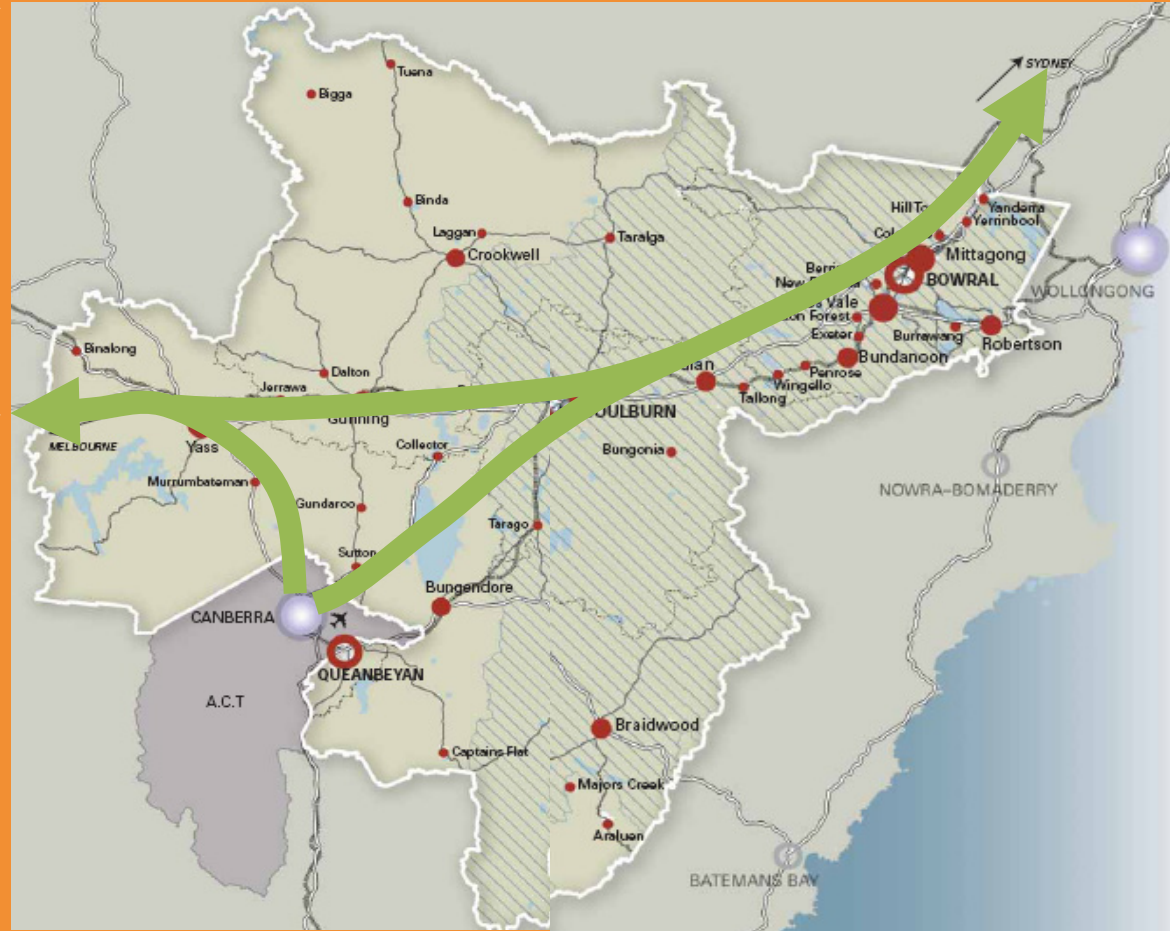 SYDNEY
Tuena
Bigga
Binda
Laggan
Crookwell
Taralga
Hill
Yanderra
Yerrinbool
Mittagong
BOWRAL
WOLLONGONG
Vale
Forest
Exeter
Burrawang
Robertson
Bundanoon
Penrose
Wingello
Tallong
Binalong
Dalton
Jerrawa
Gunning
MELBOURNE
Yass
Collector
Bungonia
Murrumbateman
Gundaroo
NOWRA-BOMADERRY
Tarago
Sutton
Bungendore
CANBERRA
QUEANBEYAN
A.C.T
Braidwood
Captains Flat
Majors Creek
Araluen
BATEMANS BAY